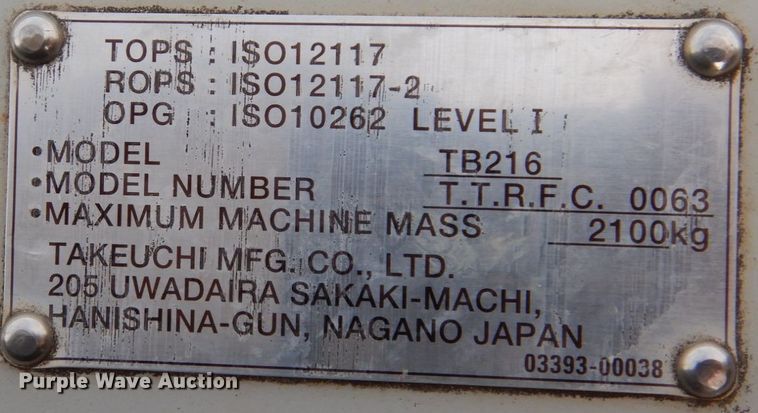 TOPS : ISO12117
ROPS : ISO12117-2
OPG : ISO10262 LEVEL I
•MODEL TB216
•MODEL NUMBER T.T.R.F.C. 0063
•MAXIMUM MACHINE MASS 2100kg
TAKEUCHI MFG. CO., LTD.
205 UWADAIRA SAKAKI-MACHI,
HANISHINA-GUN, NAGANO JAPAN
03393-00038
Purple Wave Auction